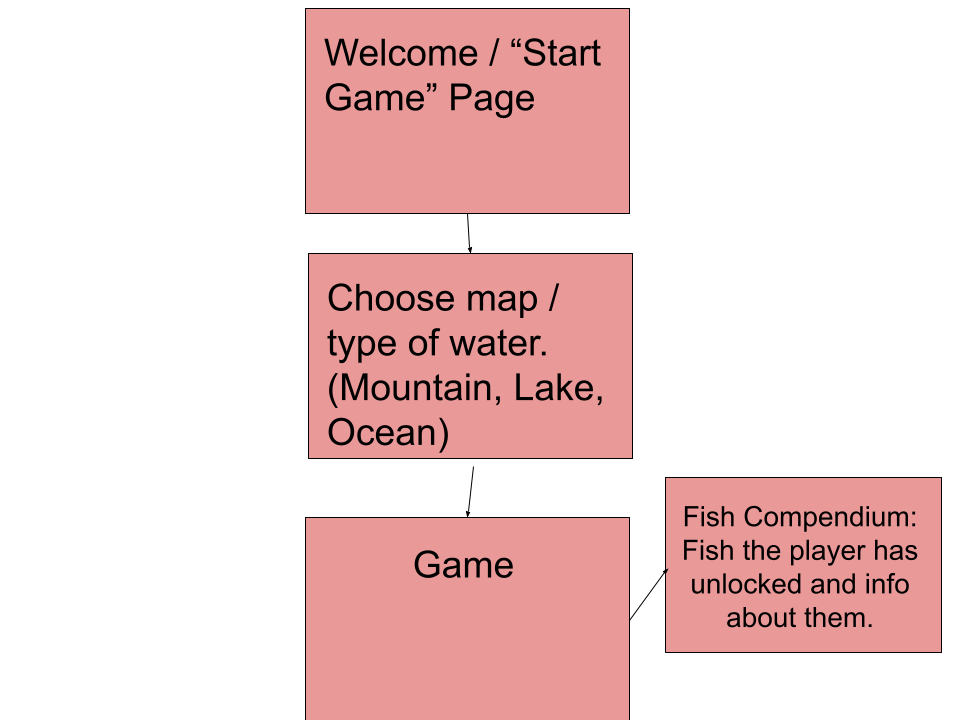 Welcome / “Start
Game” Page
Choose map /
type of water.
(Mountain, Lake,
Ocean)
Game
Fish Compendium:
Fish the player has
unlocked and info
about them.